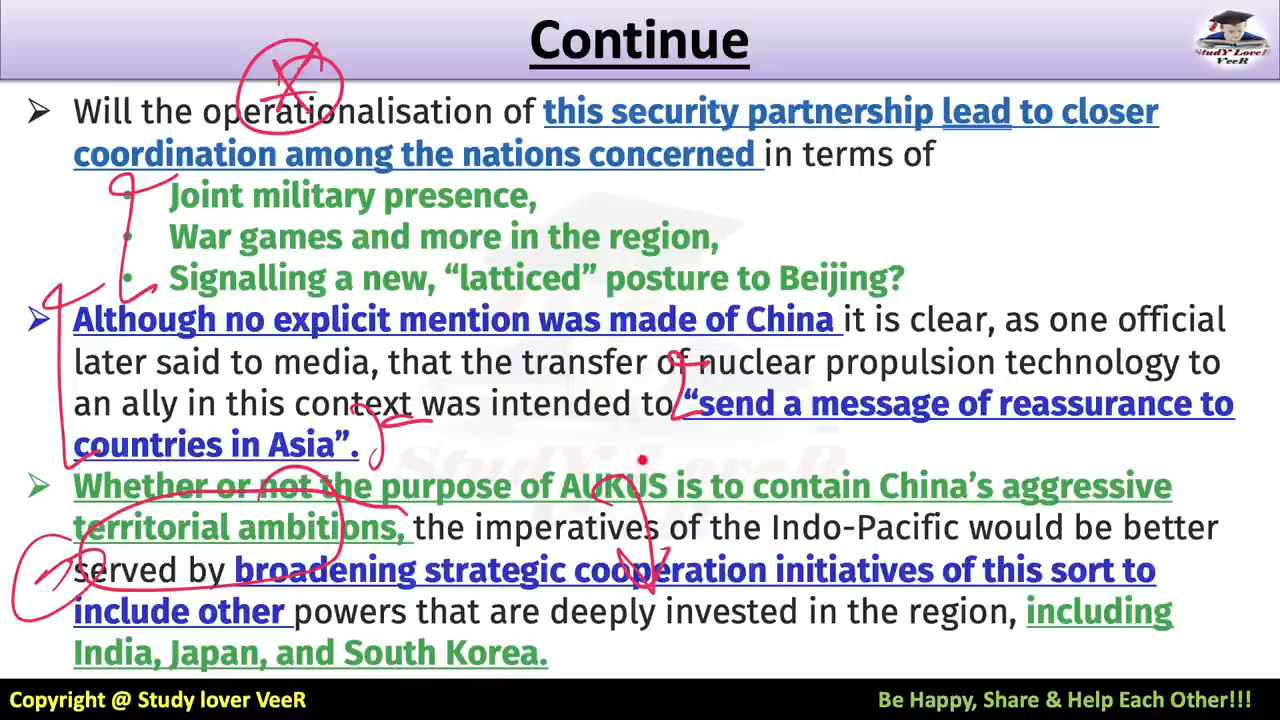 Continue
StudY LoveR
VeeR
➢ Will the operationalisation of this security partnership lead to closer
coordination among the nations concerned in terms of
• Joint military presence,
• War games and more in the region,
• Signalling a new, “latticed” posture to Beijing?
➢ Although no explicit mention was made of China it is clear, as one official
later said to media, that the transfer of nuclear propulsion technology to
an ally in this context was intended to “send a message of reassurance to
countries in Asia”.
StudY LoveR
➢ Whether or not the purpose of AUKUS is to contain China’s aggressive
territorial ambitions, the imperatives of the Indo-Pacific would be better
served by broadening strategic cooperation initiatives of this sort to
include other powers that are deeply invested in the region, including
India, Japan, and South Korea.
Copyright @ Study lover VeeR
Be Happy, Share & Help Each Other!!!